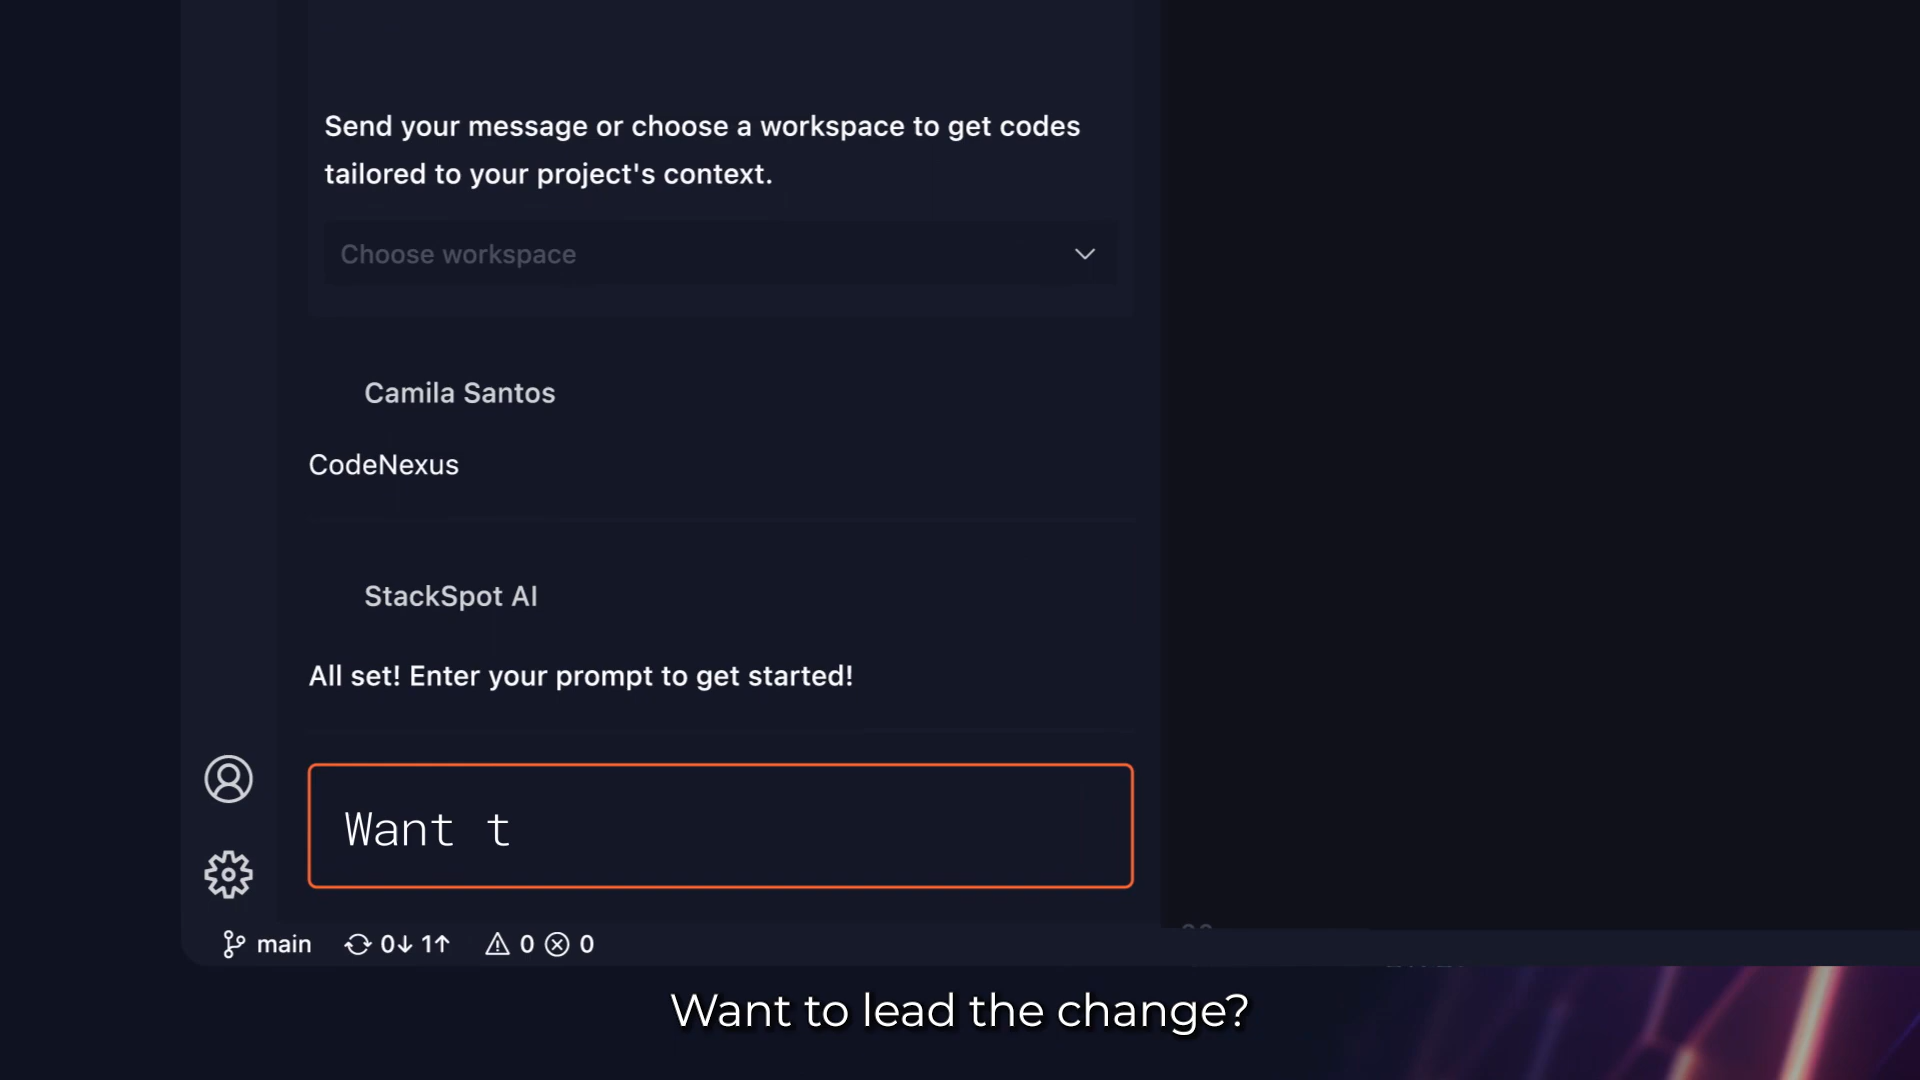 Send your message or choose a workspace to get codes
tailored to your project's context.
Choose workspace
Camila Santos
CodeNexus
StackSpot AI
All set! Enter your prompt to get started!
Want t
main 0↓ 1↑ 0 0
Want to lead the change?